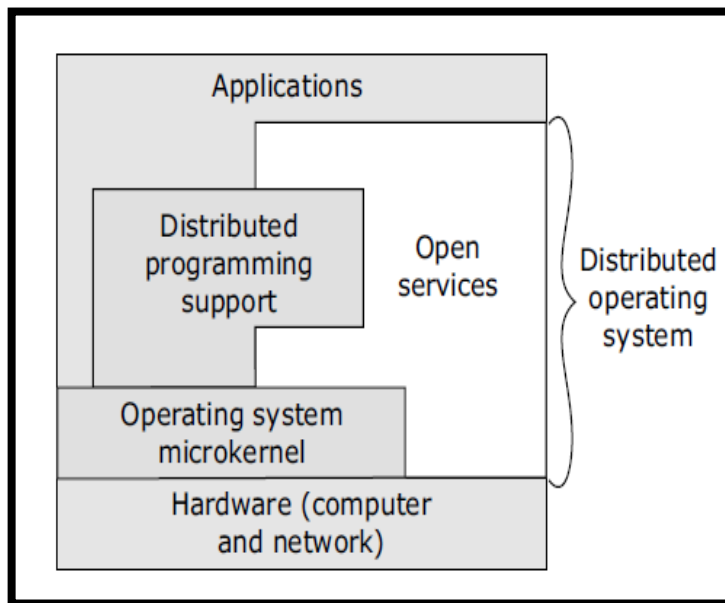 Applications
Distributed
programming
support
Open
services
Distributed
operating
system
Operating system
microkernel
Hardware (computer
and network)